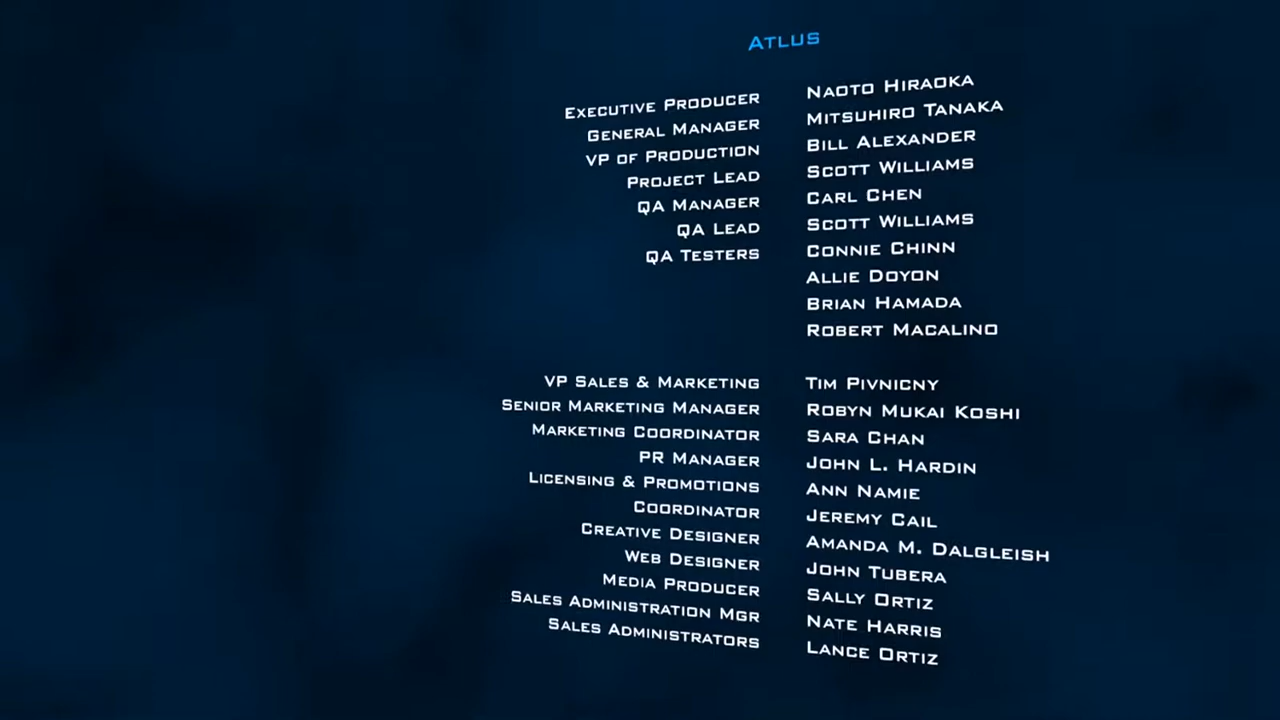 Atlus
Executive Producer Naoto Hiraoka
General Manager Mitsuhiro Tanaka
VP of Production Bill Alexander
Project Lead Scott Williams
QA Manager Carl Chen
QA Lead Scott Williams
QA Testers Connie Chinn
Allie Doyon
Brian Hamada
Robert Macalino
VP Sales & Marketing Tim Pivnicny
Senior Marketing Manager Robyn Mukai Koshi
Marketing Coordinator Sara Chan
PR Manager John L. Hardin
Licensing & Promotions Ann Namie
Coordinator Jeremy Cail
Creative Designer Amanda M. Dalgleish
Web Designer John Tubera
Media Producer Sally Ortiz
Sales Administration Mgr Nate Harris
Sales Administrators Lance Ortiz